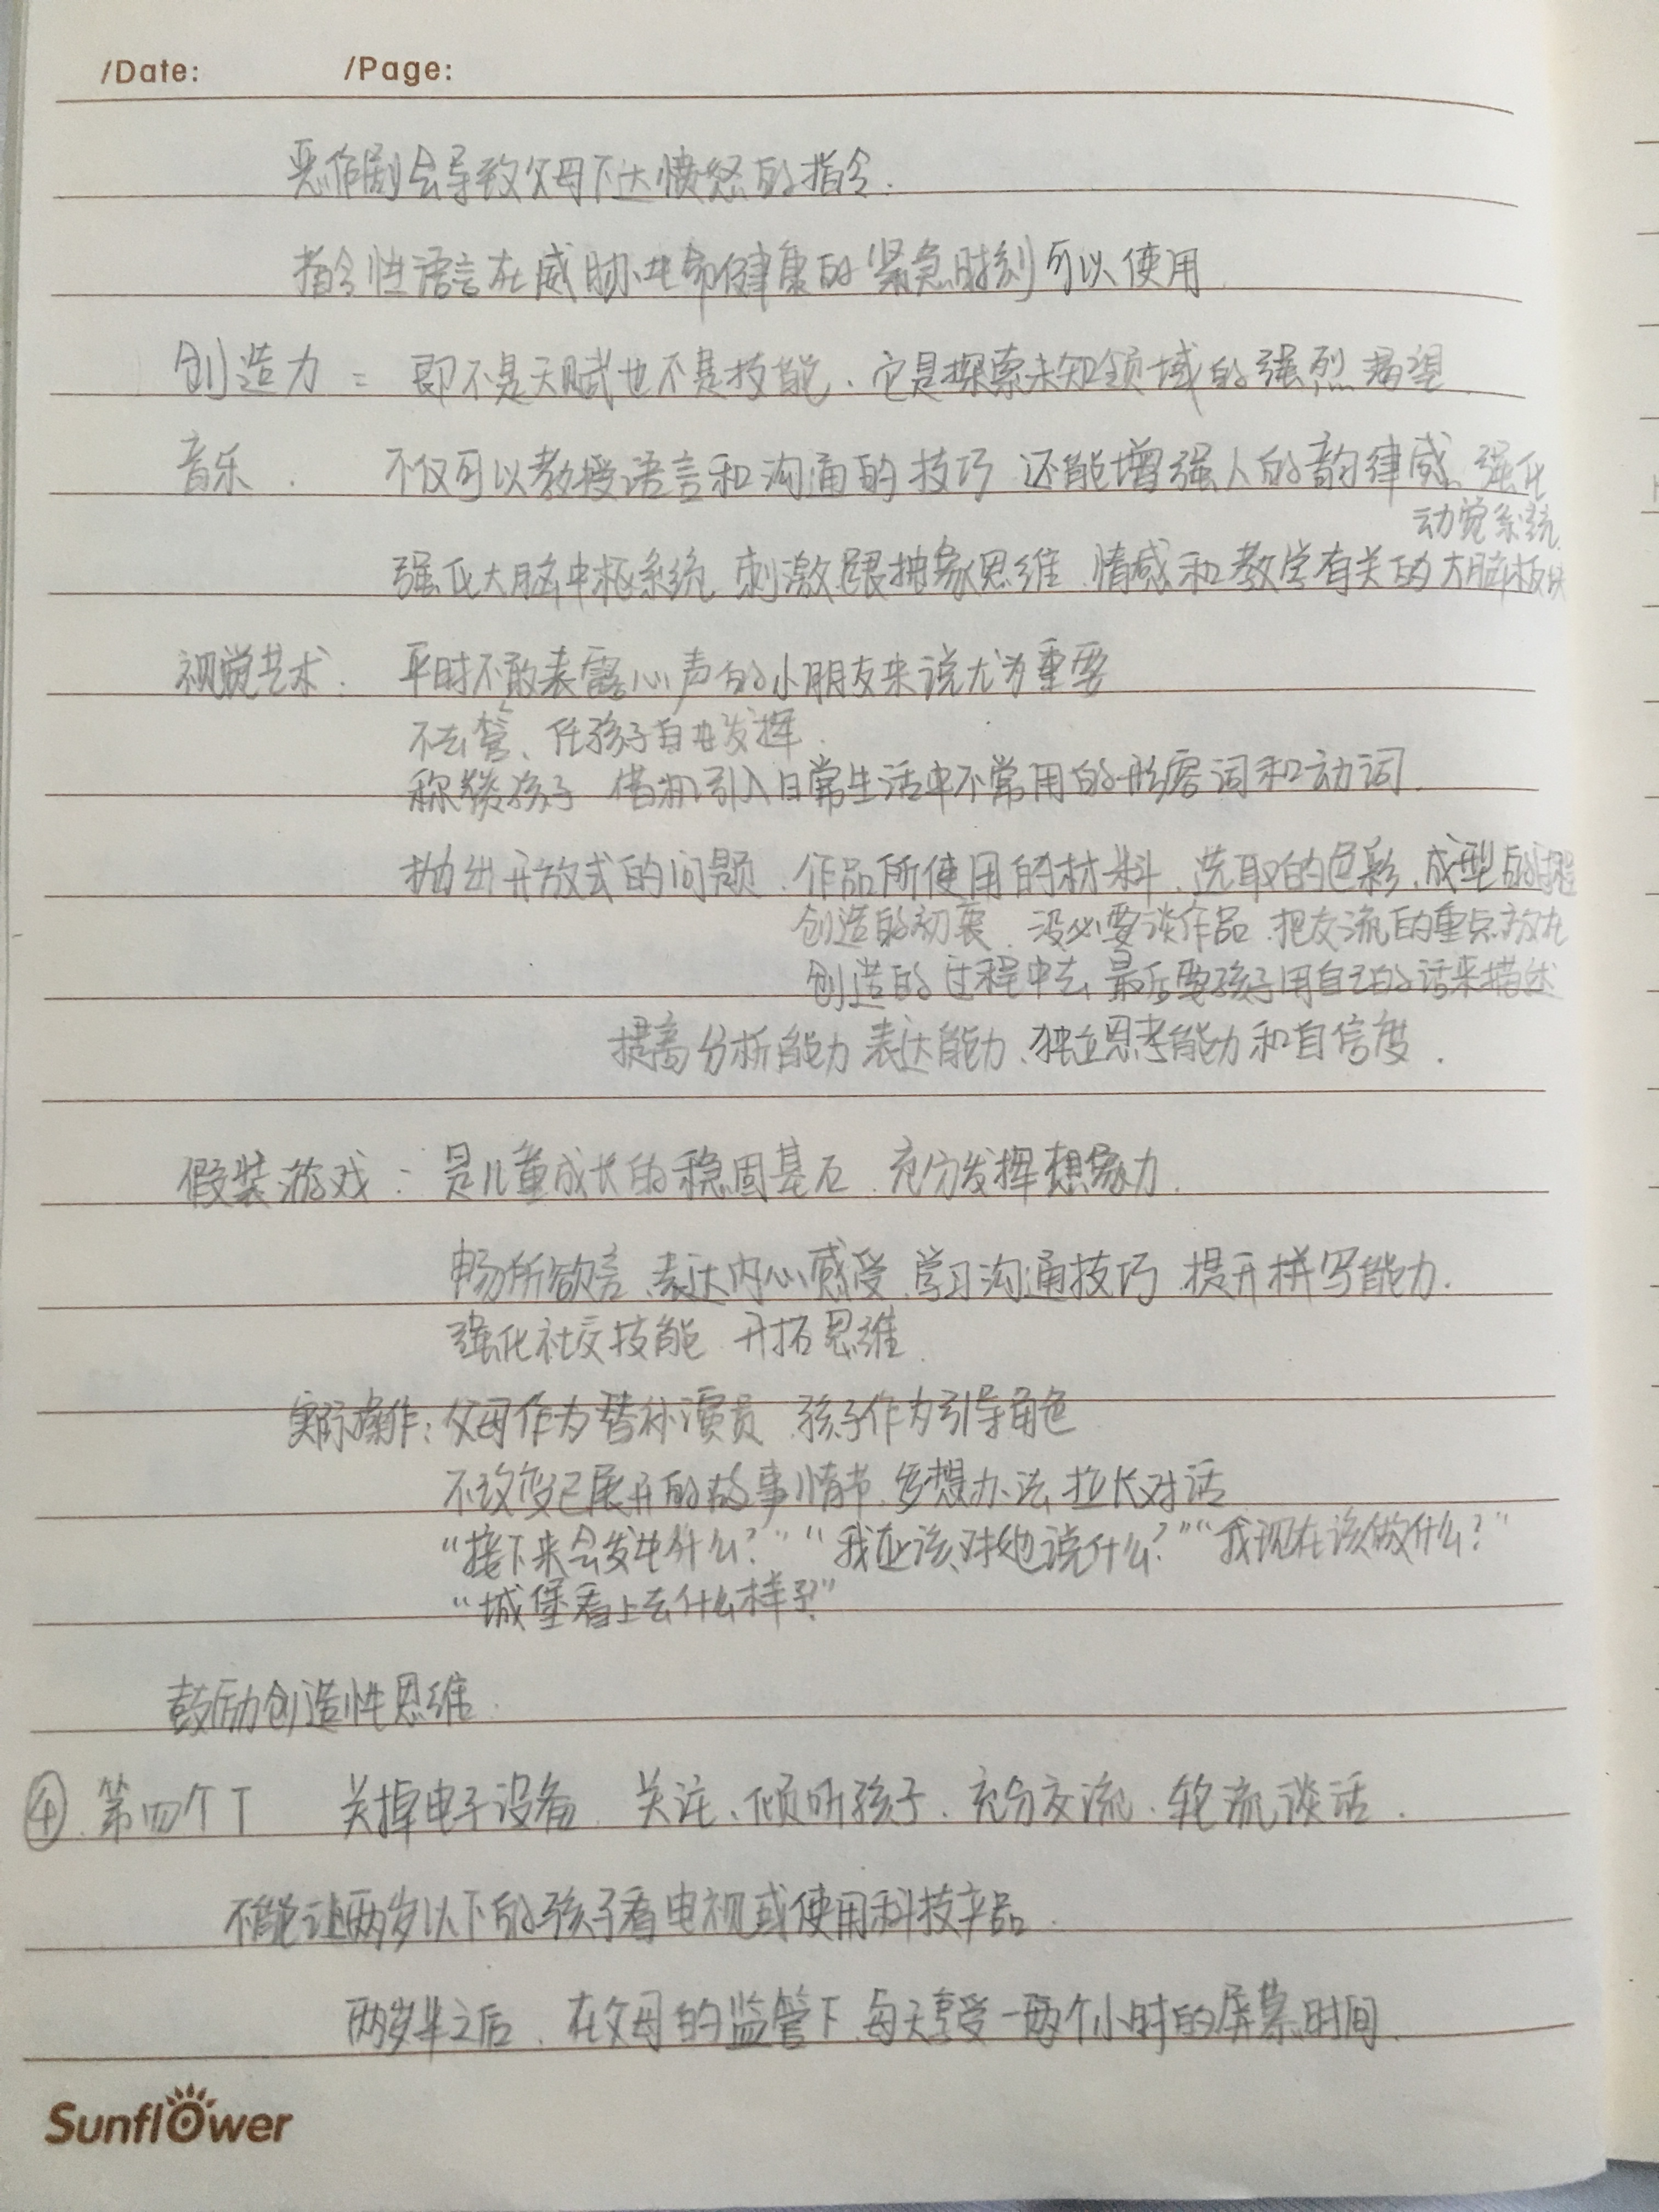 /Date: /Page:
恶作剧会导致父母下达愤怒的指令.
指令性语言在威胁生命健康的紧急时刻可以使用.
创造力 = 即不是天赋也不是技能、它是探索未知领域的强烈渴望.
音乐. 不仅可以教授语言和沟通的技巧 还能增强人的韵律感、强化
动觉系统.
强化大脑中枢系统, 刺激跟抽象思维、情感和数学有关的大脑板块
视觉艺术. 平时不敢表露心声的小朋友来说尤为重要
不去管、任孩子自由发挥.
称赞孩子 借机引入日常生活中不常用的形容词和动词.
抛出开放式的问题、作品所使用的材料、选取的色彩、成型的过程
创造的初衷、没必要谈作品、把交流的重点放在
创造的过程中去, 最后要孩子用自己的话来描述
提高分析能力 表达能力、独立思考能力和自信度.
假装游戏: 是儿童成长的稳固基石、充分发挥想象力.
畅所欲言、表达内心感受、学习沟通技巧、提升拼写能力.
强化社交技能 开拓思维.
实际操作: 父母作为替补演员、孩子作为引导角色
不改变已展开的故事情节、多想办法拉长对话
“接下来会发生什么?” “我应该对她说什么?” “我现在该做什么?”
“城堡看上去什么样子?”
鼓励创造性思维.
④. 第四个T 关掉电子设备、关注、倾听孩子、充分交流、轮流谈话.
不能让两岁以下的孩子看电视或使用科技产品.
两岁半之后、在父母的监管下、每天享受一两个小时的屏幕时间.
Sunflower